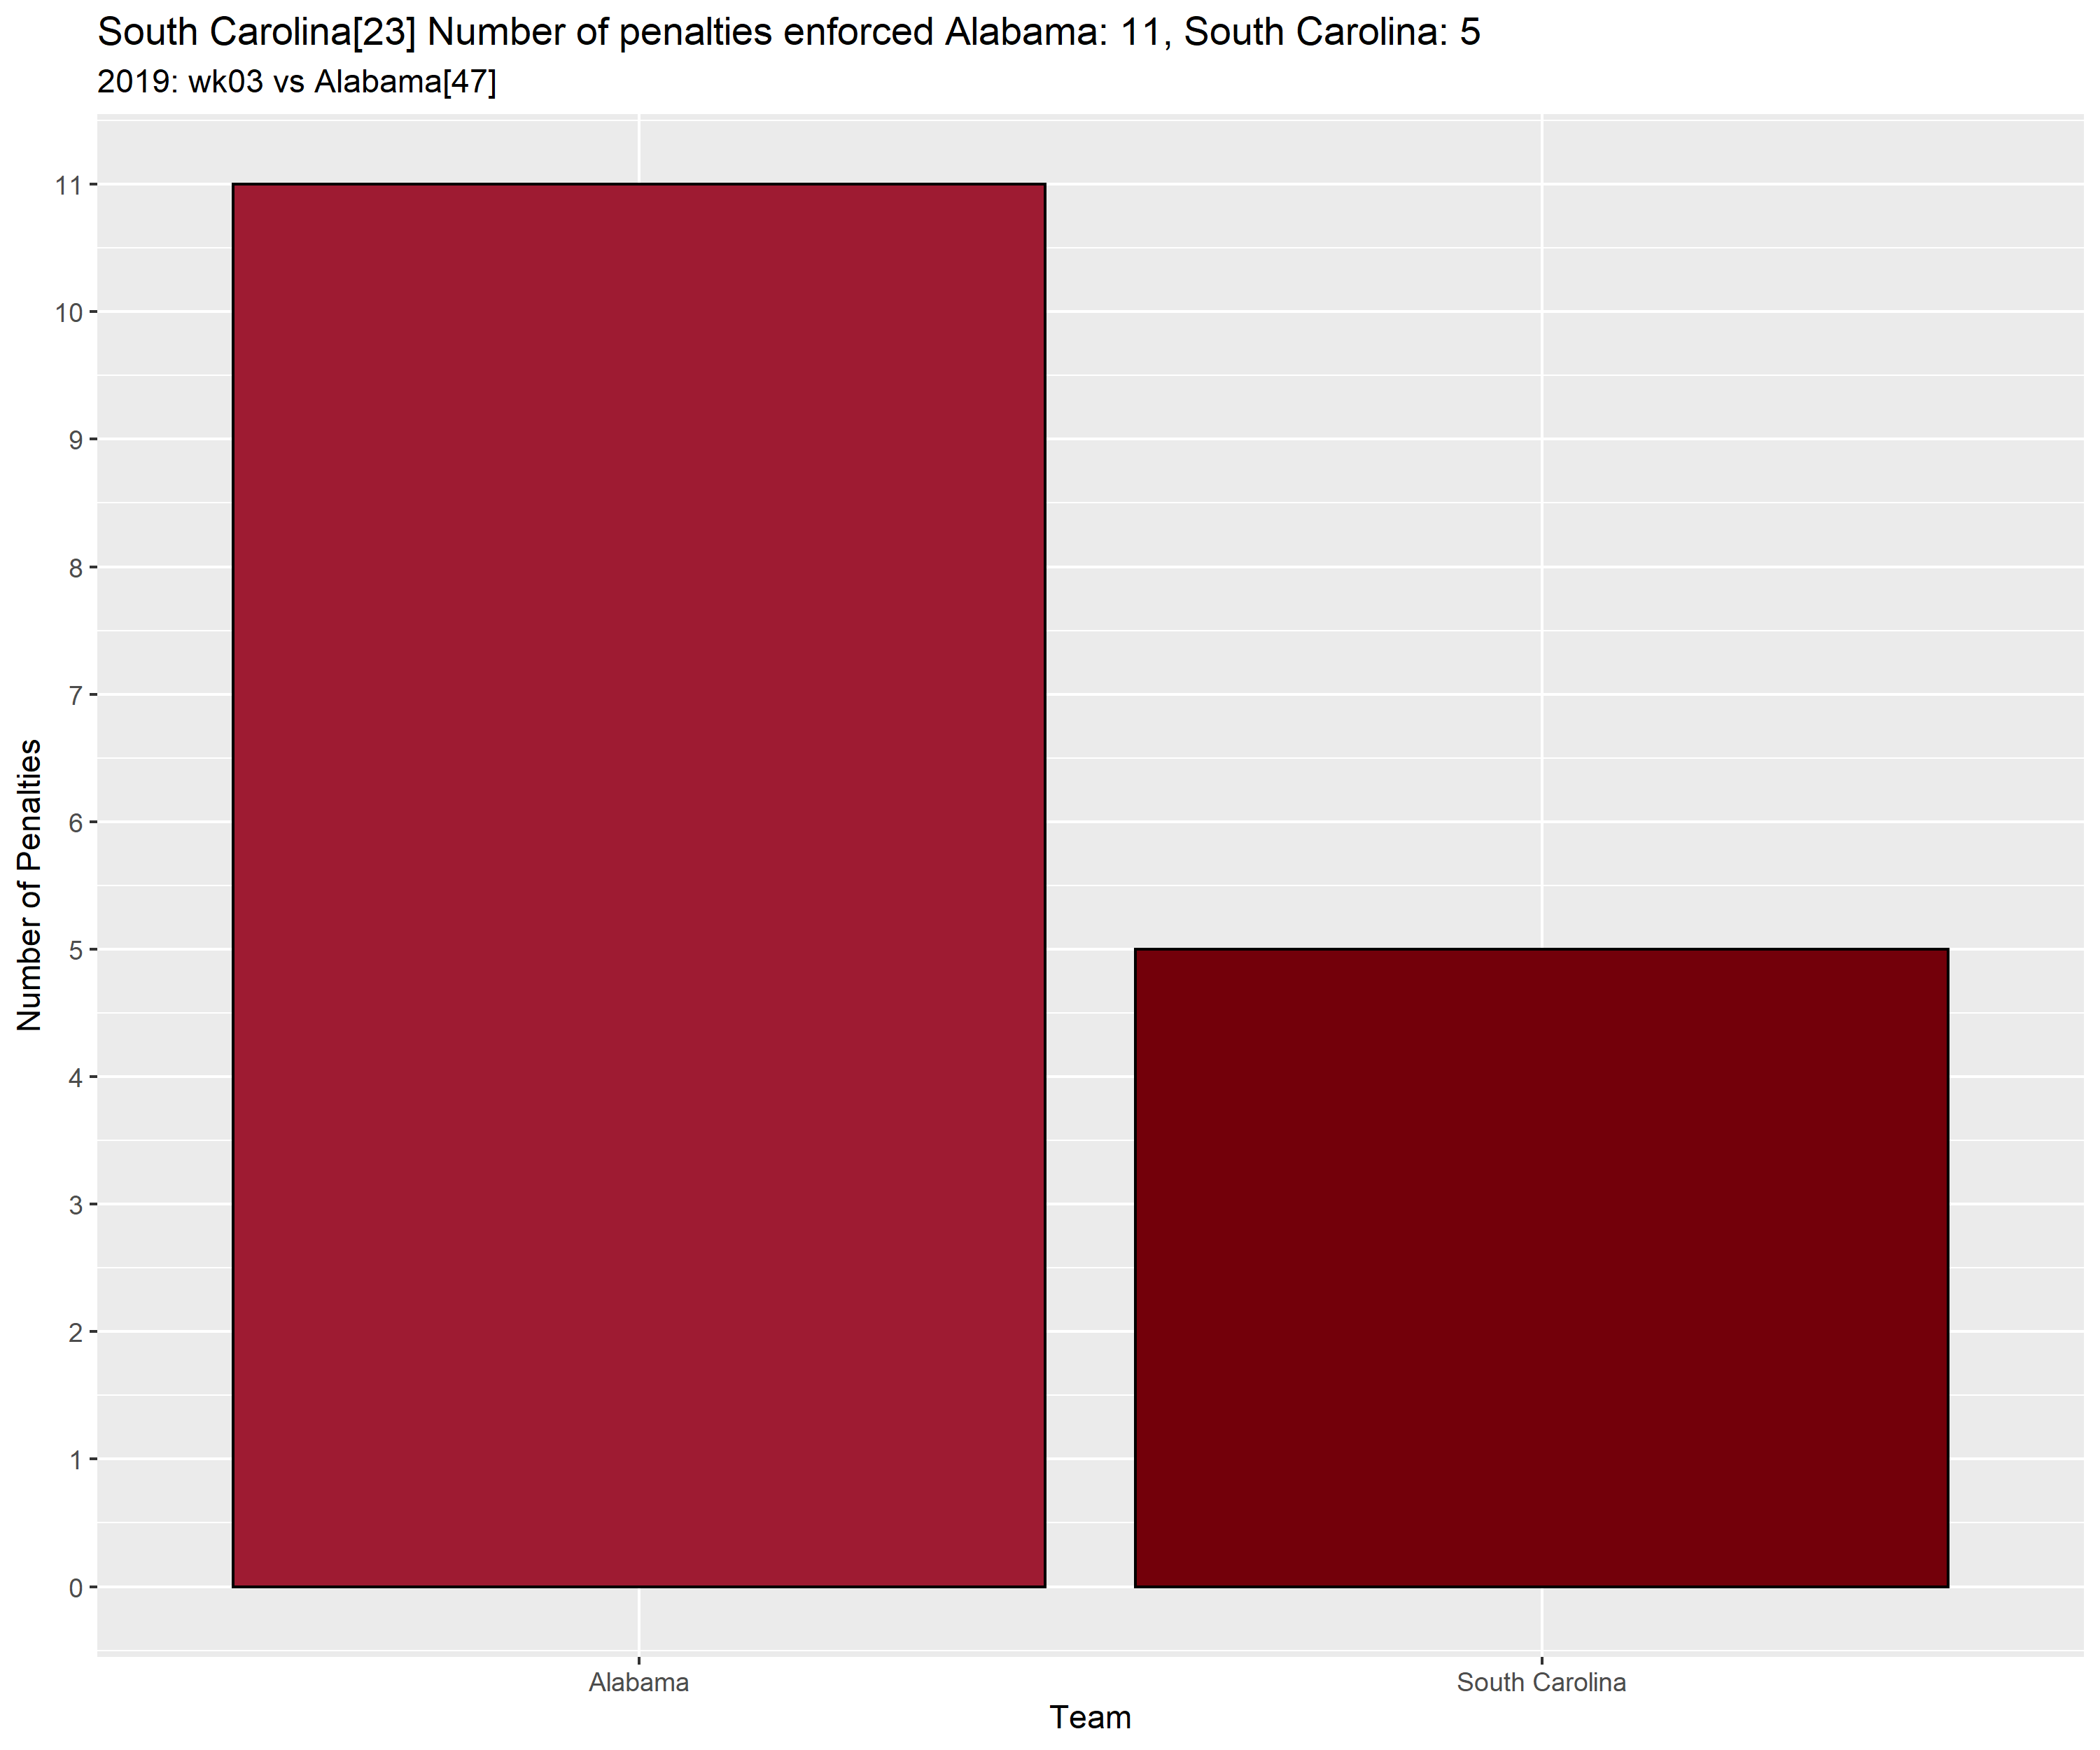 South Carolina[23] Number of penalties enforced Alabama: 11, South Carolina: 5
2019: wk03 vs Alabama[47]
Number of Penalties
11
10
9
8
7
6
5
4
3
2
1
0
Alabama
South Carolina
Team